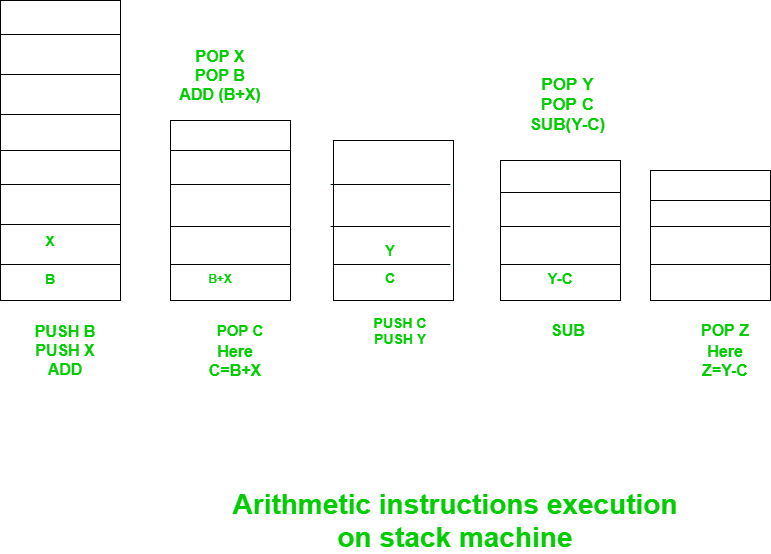 X
B
PUSH B
PUSH X
ADD
POP X
POP B
ADD (B+X)
B+X
POP C
Here
C=B+X
Y
C
PUSH C
PUSH Y
POP Y
POP C
SUB(Y-C)
Y-C
SUB
POP Z
Here
Z=Y-C
Arithmetic instructions execution
on stack machine